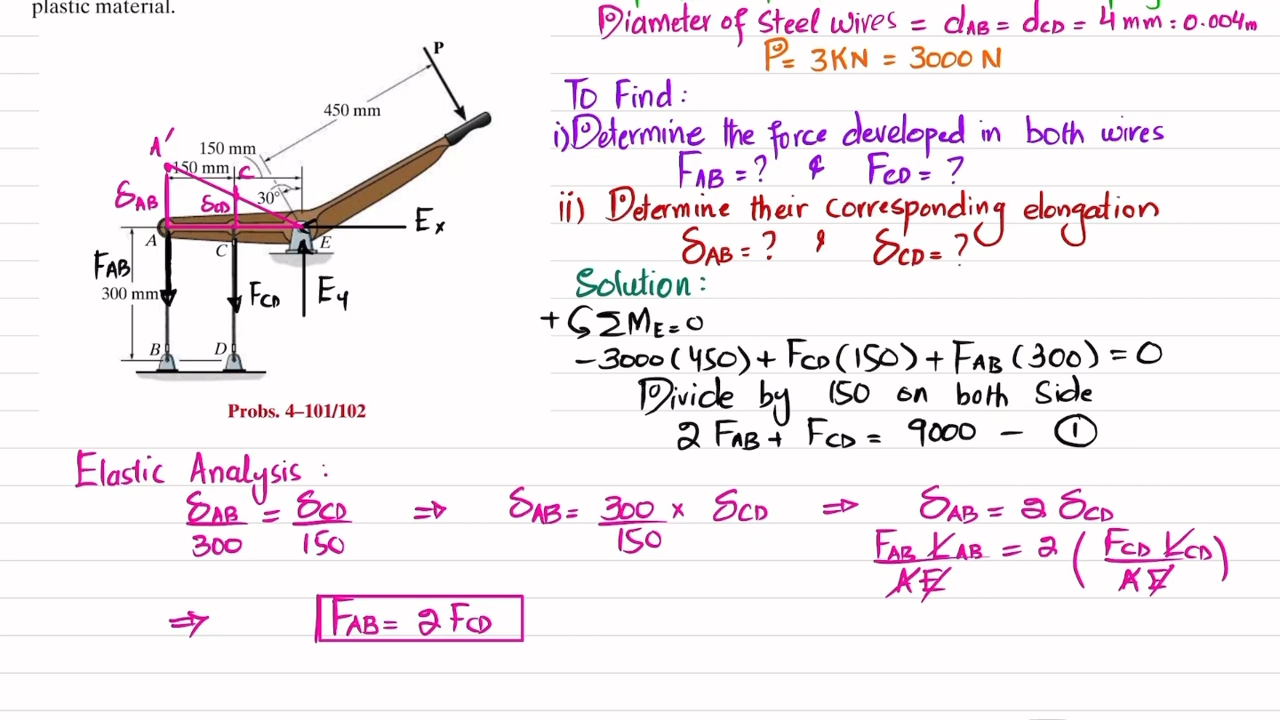 plastic material.
Diameter of Steel wires = dAB = dCD = 4 mm = 0.004m
P = 3KN = 3000 N
To Find:
i) Determine the force developed in both wires
FAB = ? & FCD = ?
ii) Determine their corresponding elongation
δAB = ? & δCD = ?
Solution:
+ ↺ ΣME = 0
-3000(450) + FCD(150) + FAB(300) = 0
Divide by 150 on both Side
2 FAB + FCD = 9000 - ①
P
450 mm
A'
150 mm
150 mm
C'
δAB
δCD
30°
Ex
A
C
E
FAB
300 mm
FCD
Ey
B
D
Probs. 4–101/102
Elastic Analysis:
δAB/300 = δCD/150 ⇒ δAB = 300/150 × δCD ⇒ δAB = 2 δCD
FAB LAB/AE = 2 (FCD LCD/AE)
⇒ FAB = 2 FCD